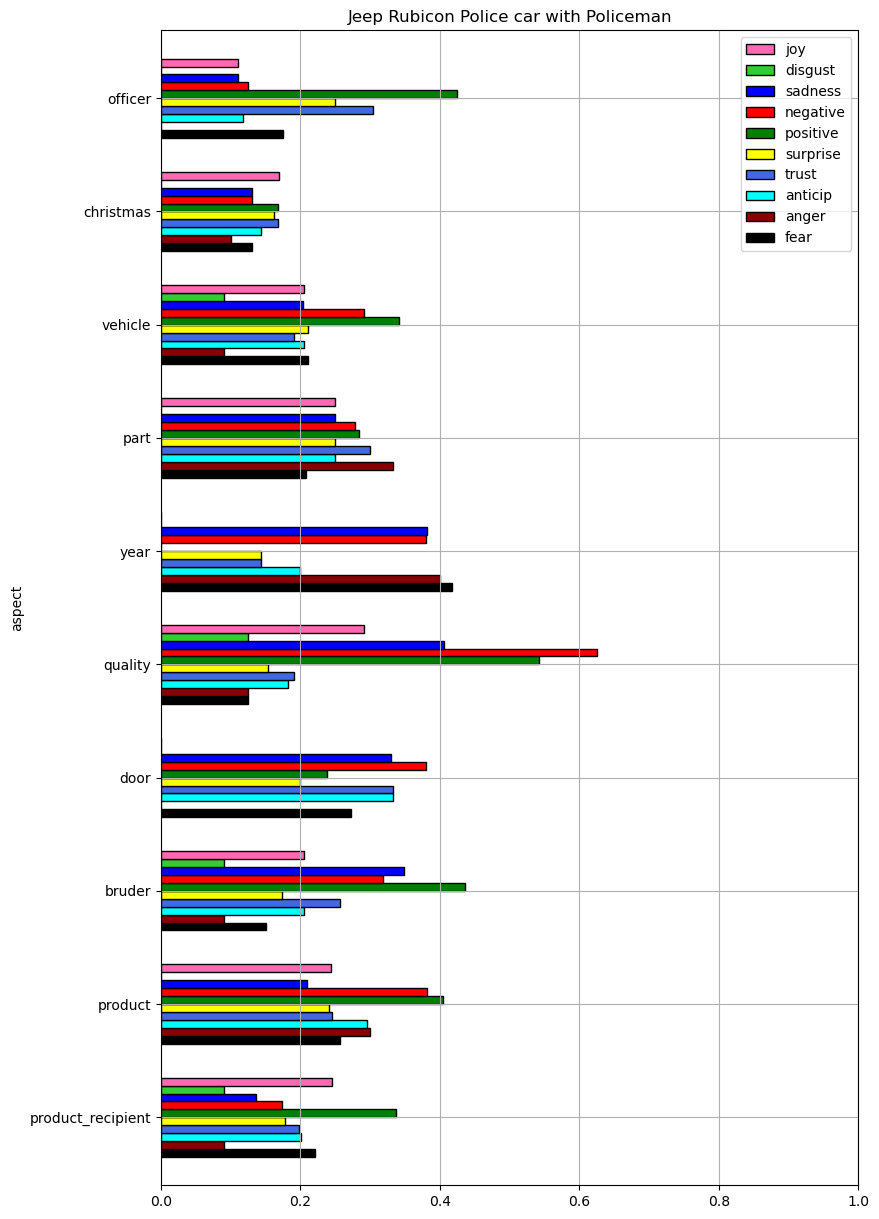 Jeep Rubicon Police car with Policeman
joy
disgust
sadness
negative
positive
surprise
trust
anticip
anger
fear
officer
christmas
vehicle
part
year
quality
door
bruder
product
product_recipient
aspect
0.0 0.2 0.4 0.6 0.8 1.0